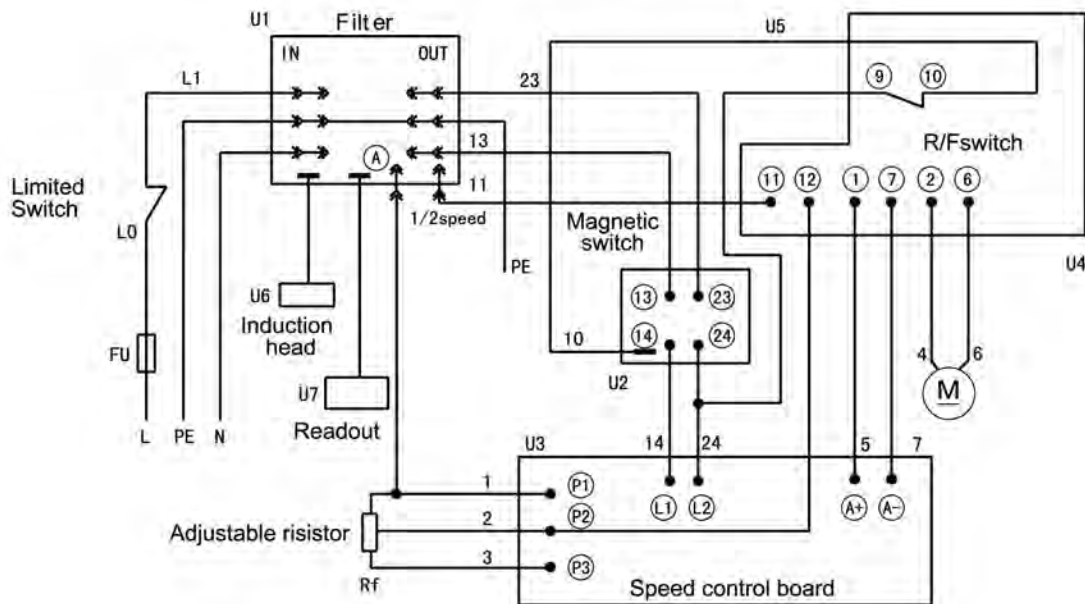 U1
Filter
IN
OUT
L1
23
13
A
11
1/2speed
PE
Limited
Switch
L0
FU
L
PE
N
U6
Induction
head
U7
Readout
U5
9
10
R/Fswitch
11
12
1
7
2
6
U4
Magnetic
switch
13
23
14
24
10
U2
4
6
M
U3
14
24
5
7
1
P1
L1
L2
A+
A-
2
P2
Adjustable risistor
3
P3
Rf
Speed control board